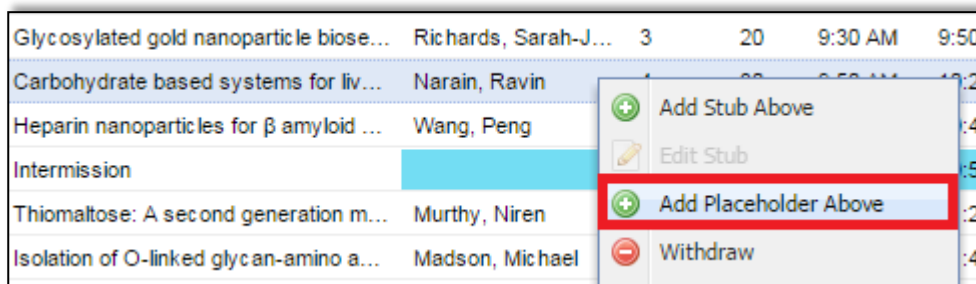 Glycosylated gold nanoparticle biose... Richards, Sarah-J... 3 20 9:30 AM 9:50
Carbohydrate based systems for liv... Narain, Ravin
Add Stub Above
Heparin nanoparticles for β amyloid ... Wang, Peng
Edit Stub
Intermission
Add Placeholder Above
Thiomaltose: A second generation m... Murthy, Niren
Withdraw
Isolation of O-linked glycan-amino a... Madson, Michael